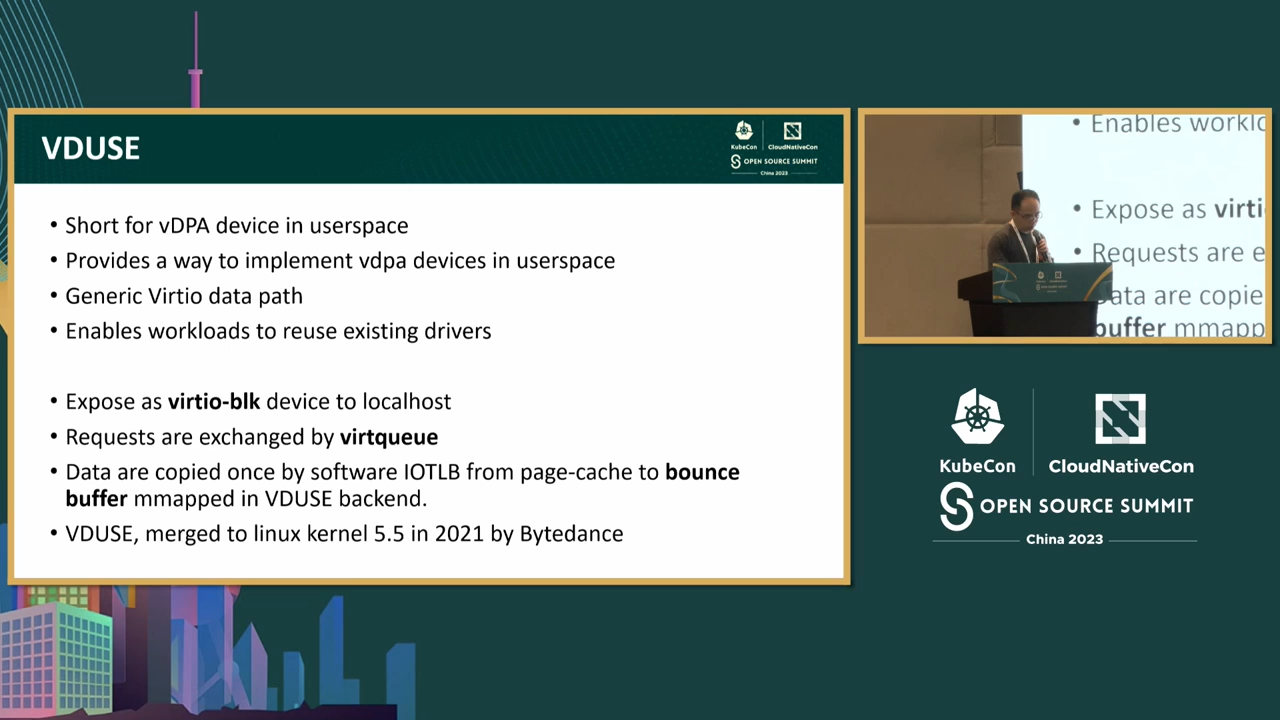 VDUSE
KubeCon
CloudNativeCon
OPEN SOURCE SUMMIT
China 2023
• Short for vDPA device in userspace
• Provides a way to implement vdpa devices in userspace
• Generic Virtio data path
• Enables workloads to reuse existing drivers
• Expose as virtio-blk device to localhost
• Requests are exchanged by virtqueue
• Data are copied once by software IOTLB from page-cache to bounce
buffer mmapped in VDUSE backend.
• VDUSE, merged to linux kernel 5.5 in 2021 by Bytedance
• Enables worklo
• Expose as virti
• Requests are e
Data are copie
buffer mmapp
KubeCon
CloudNativeCon
OPEN SOURCE SUMMIT
China 2023